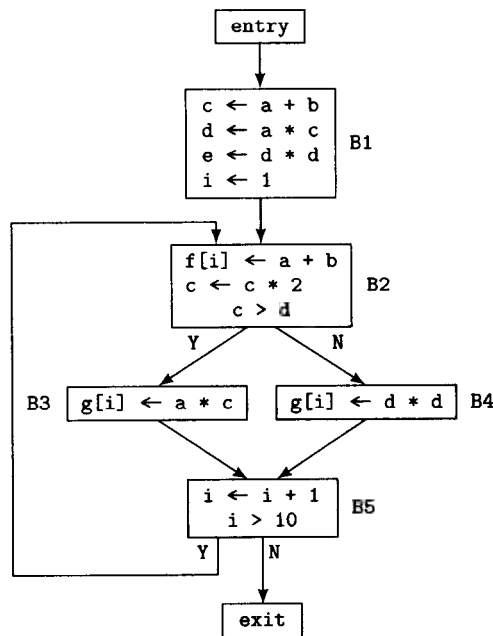 entry
c ← a + b
d ← a * c
e ← d * d
i ← 1
B1
f[i] ← a + b
c ← c * 2
c > d
B2
Y N
B3 g[i] ← a * c g[i] ← d * d B4
i ← i + 1
i > 10
B5
Y N
exit